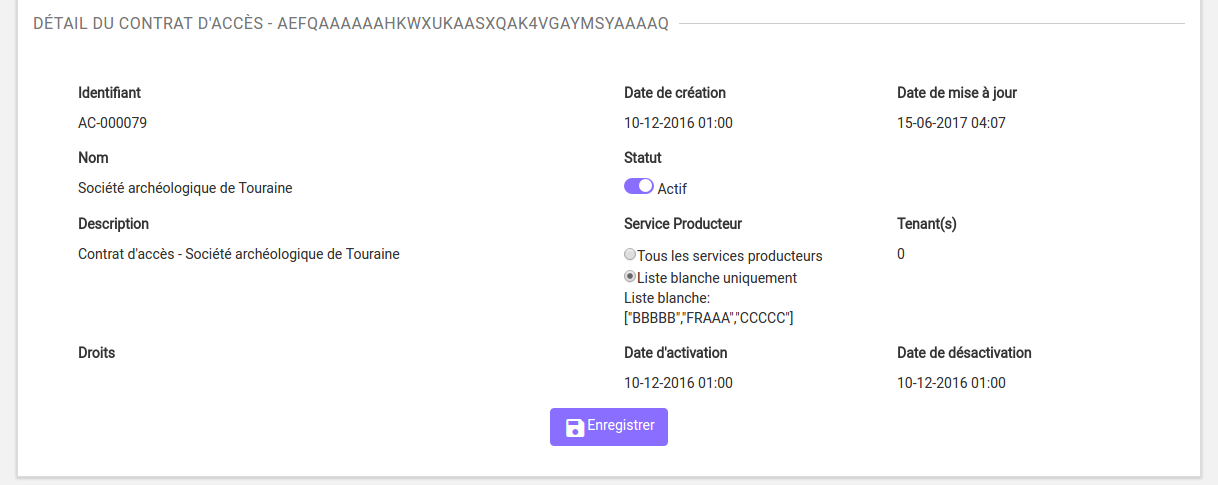 DÉTAIL DU CONTRAT D'ACCÈS - AEFQAAAAAAHKWXUKAASXQAK4VGAYMSYAAAAQ
Identifiant
Date de création
Date de mise à jour
AC-000079
10-12-2016 01:00
15-06-2017 04:07
Nom
Statut
Société archéologique de Touraine
Actif
Description
Service Producteur
Tenant(s)
Contrat d'accès - Société archéologique de Touraine
Tous les services producteurs
0
Liste blanche uniquement
Liste blanche:
["BBBBB","FRAAA","CCCCC"]
Droits
Date d'activation
Date de désactivation
10-12-2016 01:00
10-12-2016 01:00
Enregistrer